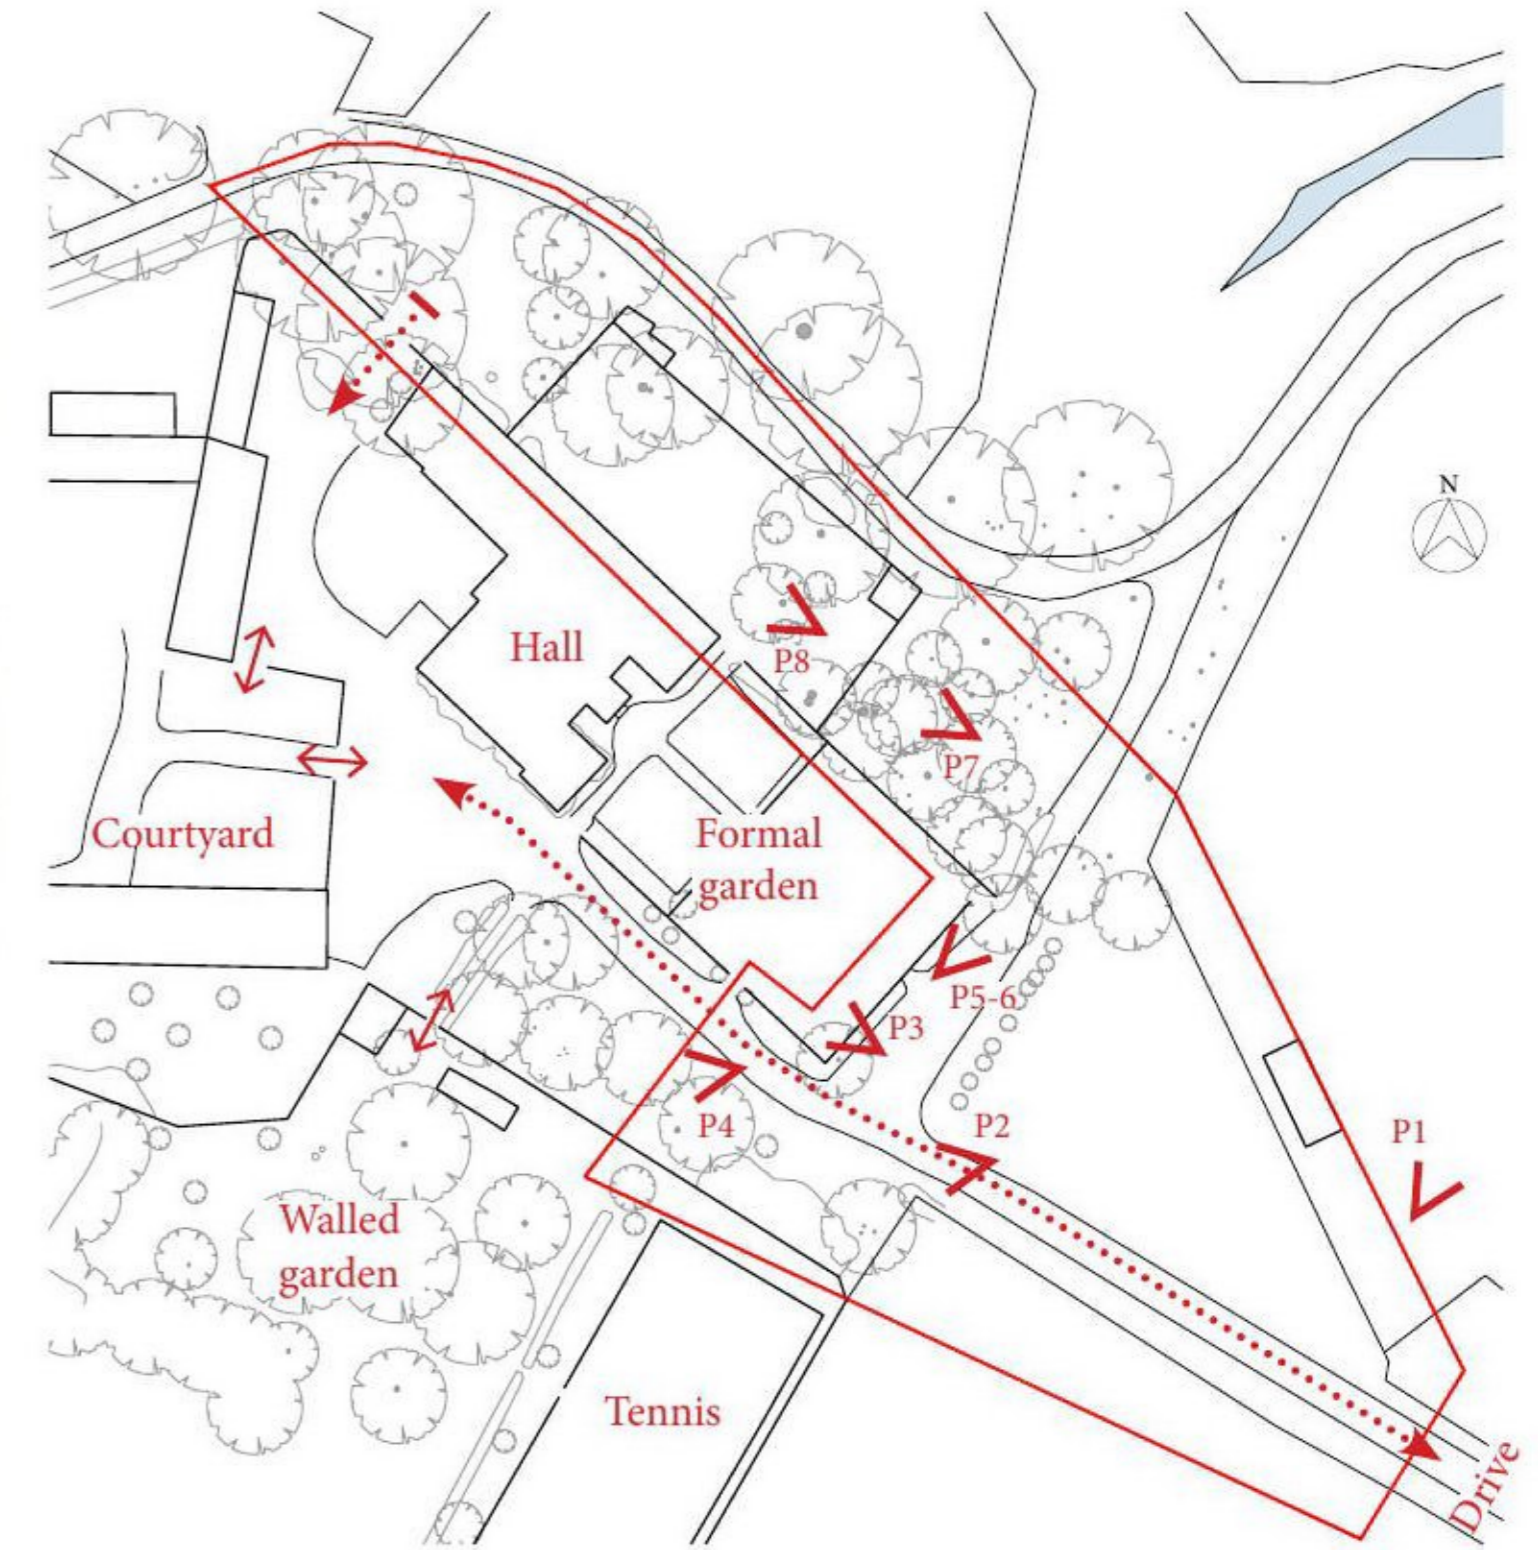 N
Hall
P8
P7
Courtyard
Formal
garden
P5-6
P3
P4
P2
P1
Walled
garden
Tennis
Drive